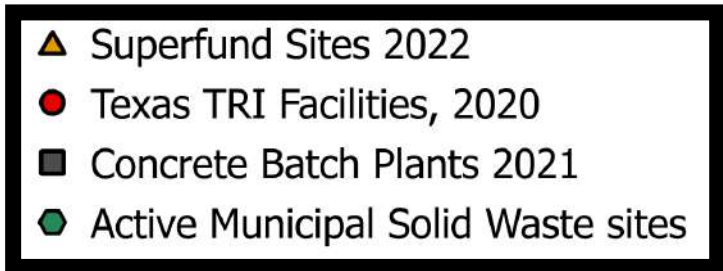 Superfund Sites 2022
Texas TRI Facilities, 2020
Concrete Batch Plants 2021
Active Municipal Solid Waste sites